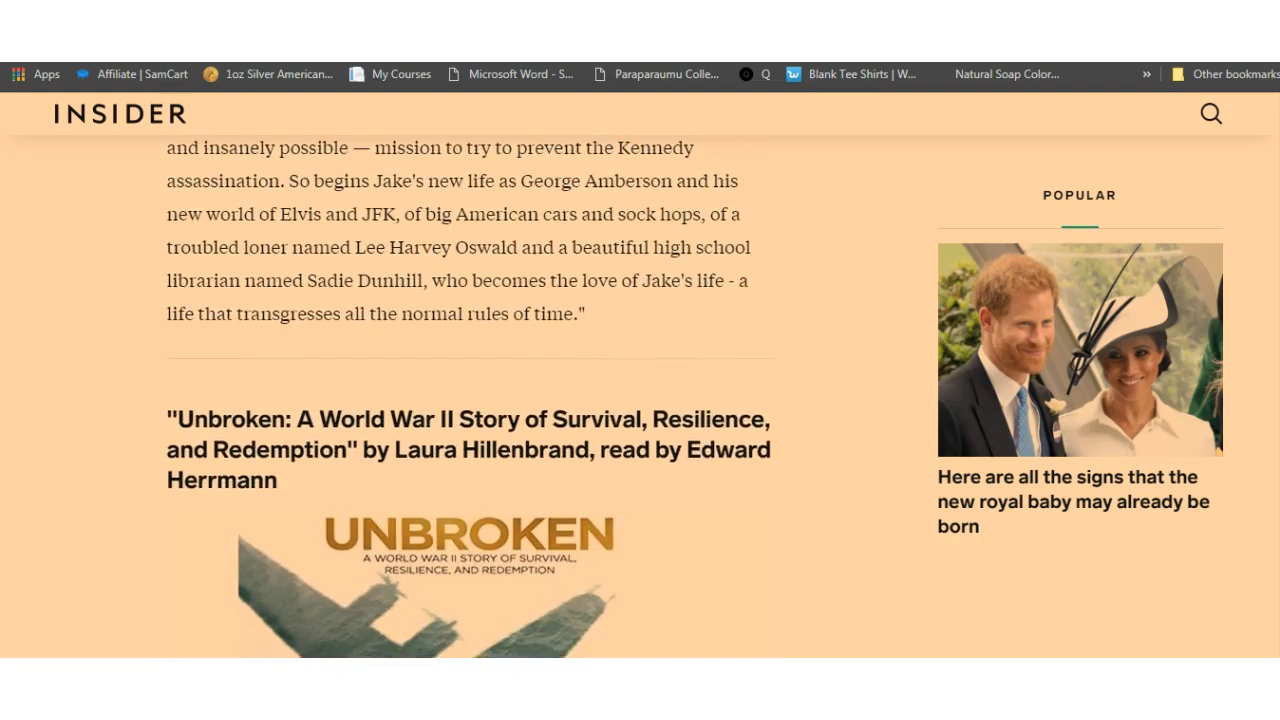 Apps Affiliate | SamCart 1oz Silver American... My Courses Microsoft Word - S... Paraparaumu Colle... Q Blank Tee Shirts | W... Natural Soap Color... » Other bookmarks
INSIDER
and insanely possible — mission to try to prevent the Kennedy
assassination. So begins Jake's new life as George Amberson and his
new world of Elvis and JFK, of big American cars and sock hops, of a
troubled loner named Lee Harvey Oswald and a beautiful high school
librarian named Sadie Dunhill, who becomes the love of Jake's life - a
life that transgresses all the normal rules of time."
"Unbroken: A World War II Story of Survival, Resilience,
and Redemption" by Laura Hillenbrand, read by Edward
Herrmann
UNBROKEN
A WORLD WAR II STORY OF SURVIVAL,
RESILIENCE, AND REDEMPTION
POPULAR
Here are all the signs that the
new royal baby may already be
born